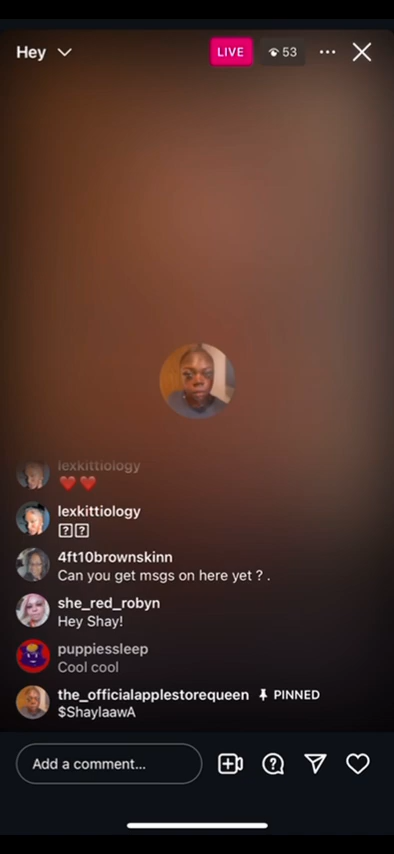 Hey
LIVE
53
lexkittiology
❤️❤️
lexkittiology
⍰⍰
4ft10brownskinn
Can you get msgs on here yet ? .
she_red_robyn
Hey Shay!
puppiessleep
Cool cool
the_officialapplestorequeen PINNED
$ShaylaawA
Add a comment...